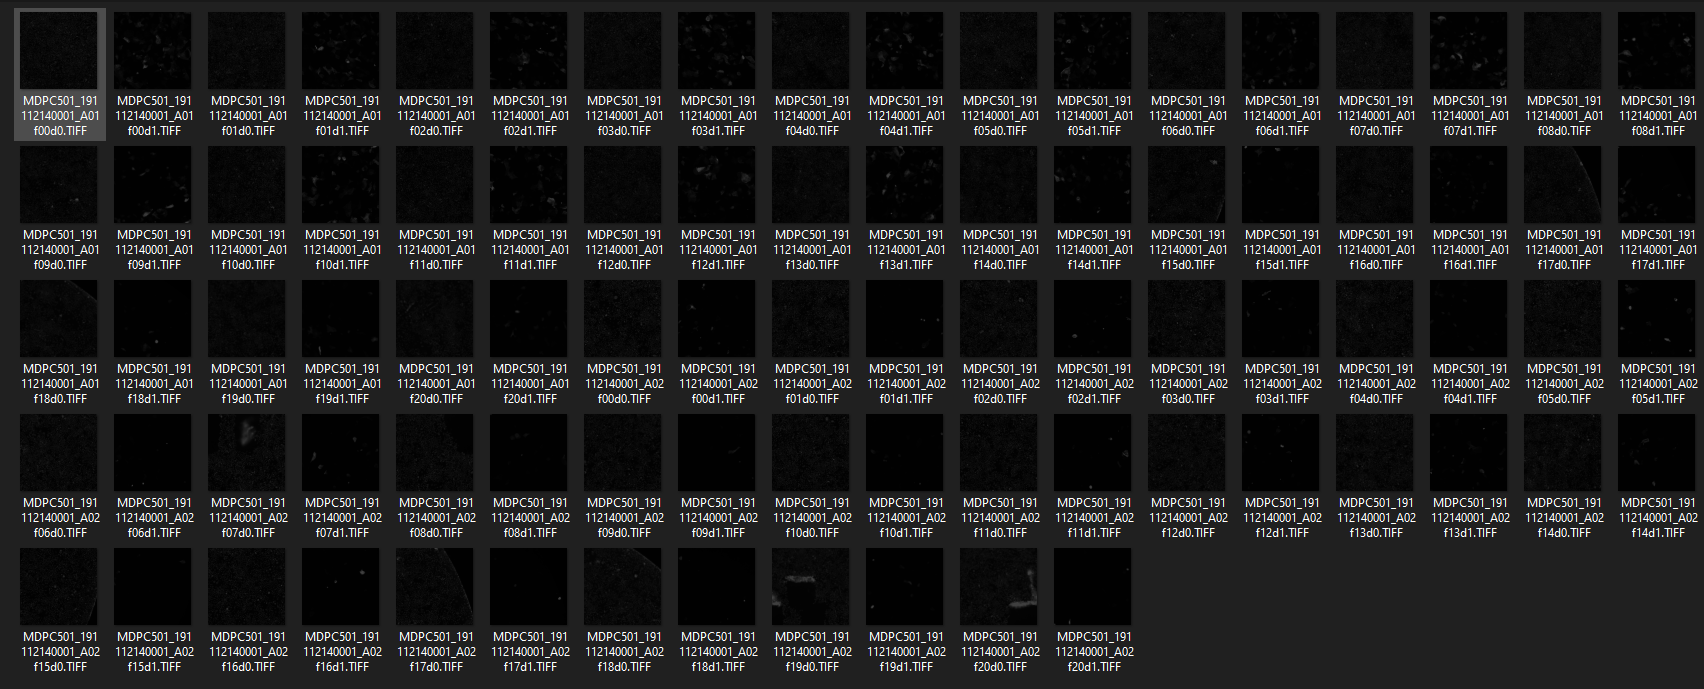 MDPC501_191 MDPC501_191 MDPC501_191 MDPC501_191 MDPC501_191 MDPC501_191 MDPC501_191 MDPC501_191 MDPC501_191 MDPC501_191 MDPC501_191 MDPC501_191 MDPC501_191 MDPC501_191 MDPC501_191 MDPC501_191 MDPC501_191 MDPC501_191
112140001_A01 112140001_A01 112140001_A01 112140001_A01 112140001_A01 112140001_A01 112140001_A01 112140001_A01 112140001_A01 112140001_A01 112140001_A01 112140001_A01 112140001_A01 112140001_A01 112140001_A01 112140001_A01 112140001_A01 112140001_A01
f00d0.TIFF f00d1.TIFF f01d0.TIFF f01d1.TIFF f02d0.TIFF f02d1.TIFF f03d0.TIFF f03d1.TIFF f04d0.TIFF f04d1.TIFF f05d0.TIFF f05d1.TIFF f06d0.TIFF f06d1.TIFF f07d0.TIFF f07d1.TIFF f08d0.TIFF f08d1.TIFF
MDPC501_191 MDPC501_191 MDPC501_191 MDPC501_191 MDPC501_191 MDPC501_191 MDPC501_191 MDPC501_191 MDPC501_191 MDPC501_191 MDPC501_191 MDPC501_191 MDPC501_191 MDPC501_191 MDPC501_191 MDPC501_191 MDPC501_191 MDPC501_191
112140001_A01 112140001_A01 112140001_A01 112140001_A01 112140001_A01 112140001_A01 112140001_A01 112140001_A01 112140001_A01 112140001_A01 112140001_A01 112140001_A01 112140001_A01 112140001_A01 112140001_A01 112140001_A01 112140001_A01 112140001_A01
f09d0.TIFF f09d1.TIFF f10d0.TIFF f10d1.TIFF f11d0.TIFF f11d1.TIFF f12d0.TIFF f12d1.TIFF f13d0.TIFF f13d1.TIFF f14d0.TIFF f14d1.TIFF f15d0.TIFF f15d1.TIFF f16d0.TIFF f16d1.TIFF f17d0.TIFF f17d1.TIFF
MDPC501_191 MDPC501_191 MDPC501_191 MDPC501_191 MDPC501_191 MDPC501_191 MDPC501_191 MDPC501_191 MDPC501_191 MDPC501_191 MDPC501_191 MDPC501_191 MDPC501_191 MDPC501_191 MDPC501_191 MDPC501_191 MDPC501_191 MDPC501_191
112140001_A01 112140001_A01 112140001_A01 112140001_A01 112140001_A01 112140001_A01 112140001_A02 112140001_A02 112140001_A02 112140001_A02 112140001_A02 112140001_A02 112140001_A02 112140001_A02 112140001_A02 112140001_A02 112140001_A02 112140001_A02
f18d0.TIFF f18d1.TIFF f19d0.TIFF f19d1.TIFF f20d0.TIFF f20d1.TIFF f00d0.TIFF f00d1.TIFF f01d0.TIFF f01d1.TIFF f02d0.TIFF f02d1.TIFF f03d0.TIFF f03d1.TIFF f04d0.TIFF f04d1.TIFF f05d0.TIFF f05d1.TIFF
MDPC501_191 MDPC501_191 MDPC501_191 MDPC501_191 MDPC501_191 MDPC501_191 MDPC501_191 MDPC501_191 MDPC501_191 MDPC501_191 MDPC501_191 MDPC501_191 MDPC501_191 MDPC501_191 MDPC501_191 MDPC501_191 MDPC501_191 MDPC501_191
112140001_A02 112140001_A02 112140001_A02 112140001_A02 112140001_A02 112140001_A02 112140001_A02 112140001_A02 112140001_A02 112140001_A02 112140001_A02 112140001_A02 112140001_A02 112140001_A02 112140001_A02 112140001_A02 112140001_A02 112140001_A02
f06d0.TIFF f06d1.TIFF f07d0.TIFF f07d1.TIFF f08d0.TIFF f08d1.TIFF f09d0.TIFF f09d1.TIFF f10d0.TIFF f10d1.TIFF f11d0.TIFF f11d1.TIFF f12d0.TIFF f12d1.TIFF f13d0.TIFF f13d1.TIFF f14d0.TIFF f14d1.TIFF
MDPC501_191 MDPC501_191 MDPC501_191 MDPC501_191 MDPC501_191 MDPC501_191 MDPC501_191 MDPC501_191 MDPC501_191 MDPC501_191 MDPC501_191 MDPC501_191
112140001_A02 112140001_A02 112140001_A02 112140001_A02 112140001_A02 112140001_A02 112140001_A02 112140001_A02 112140001_A02 112140001_A02 112140001_A02 112140001_A02
f15d0.TIFF f15d1.TIFF f16d0.TIFF f16d1.TIFF f17d0.TIFF f17d1.TIFF f18d0.TIFF f18d1.TIFF f19d0.TIFF f19d1.TIFF f20d0.TIFF f20d1.TIFF